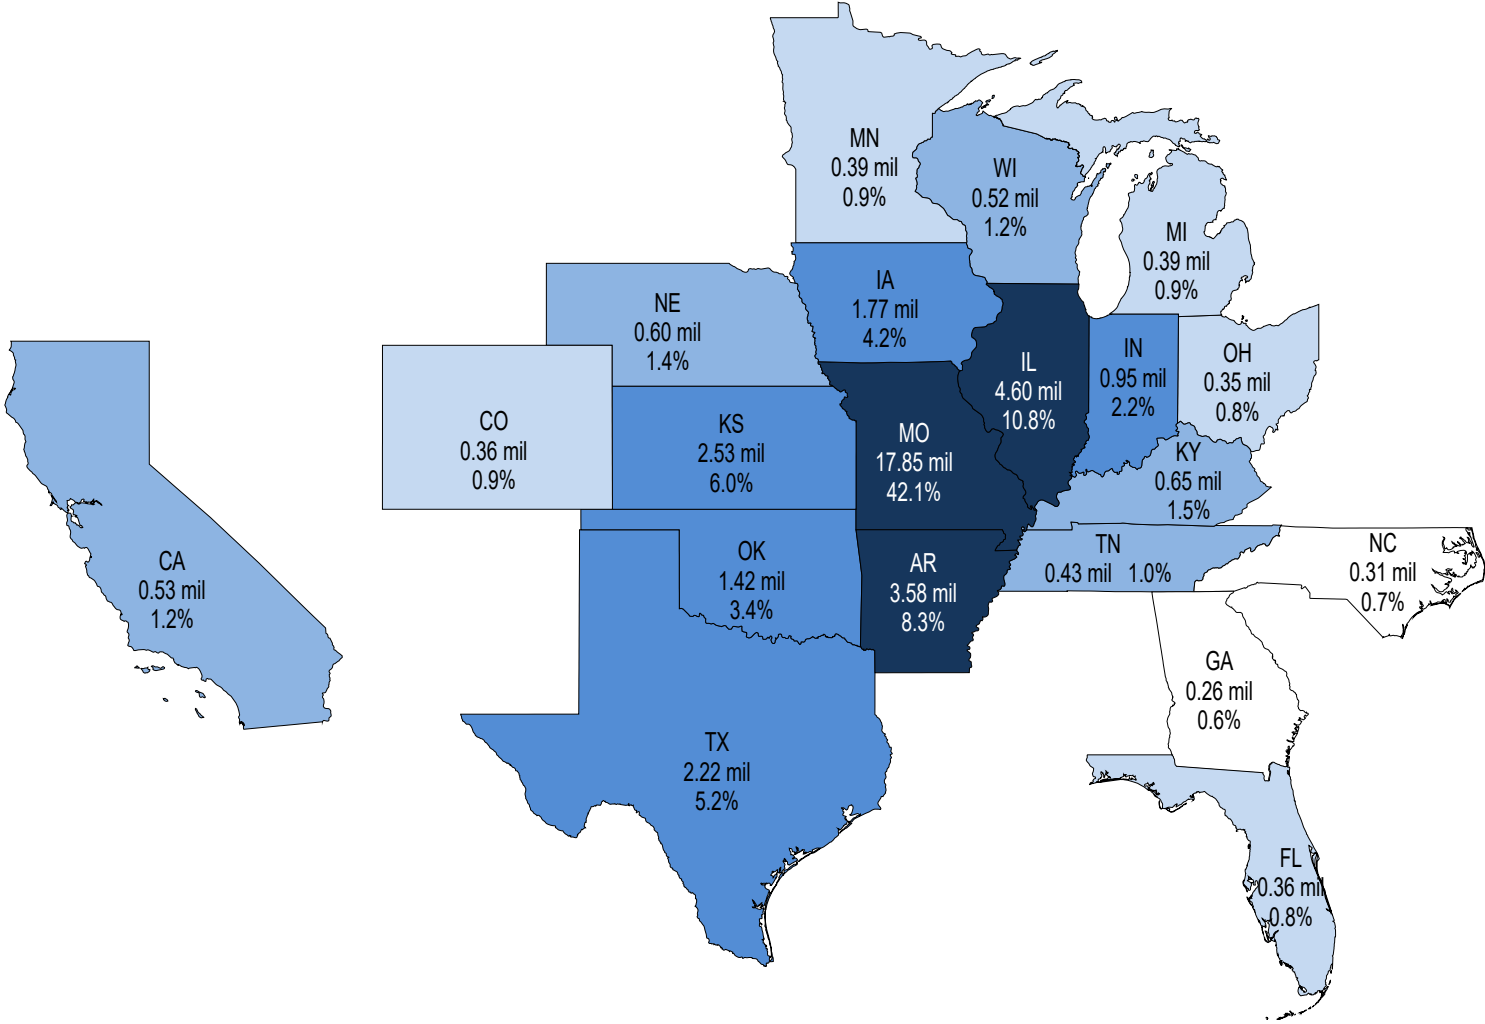 MN
0.39 mil
0.9%
WI
0.52 mil
1.2%
MI
0.39 mil
0.9%
IA
1.77 mil
4.2%
NE
0.60 mil
1.4%
IL
4.60 mil
10.8%
IN
0.95 mil
2.2%
OH
0.35 mil
0.8%
CO
0.36 mil
0.9%
KS
2.53 mil
6.0%
MO
17.85 mil
42.1%
KY
0.65 mil
1.5%
CA
0.53 mil
1.2%
OK
1.42 mil
3.4%
AR
3.58 mil
8.3%
TN
0.43 mil 1.0%
NC
0.31 mil
0.7%
GA
0.26 mil
0.6%
TX
2.22 mil
5.2%
FL
0.36 mil
0.8%